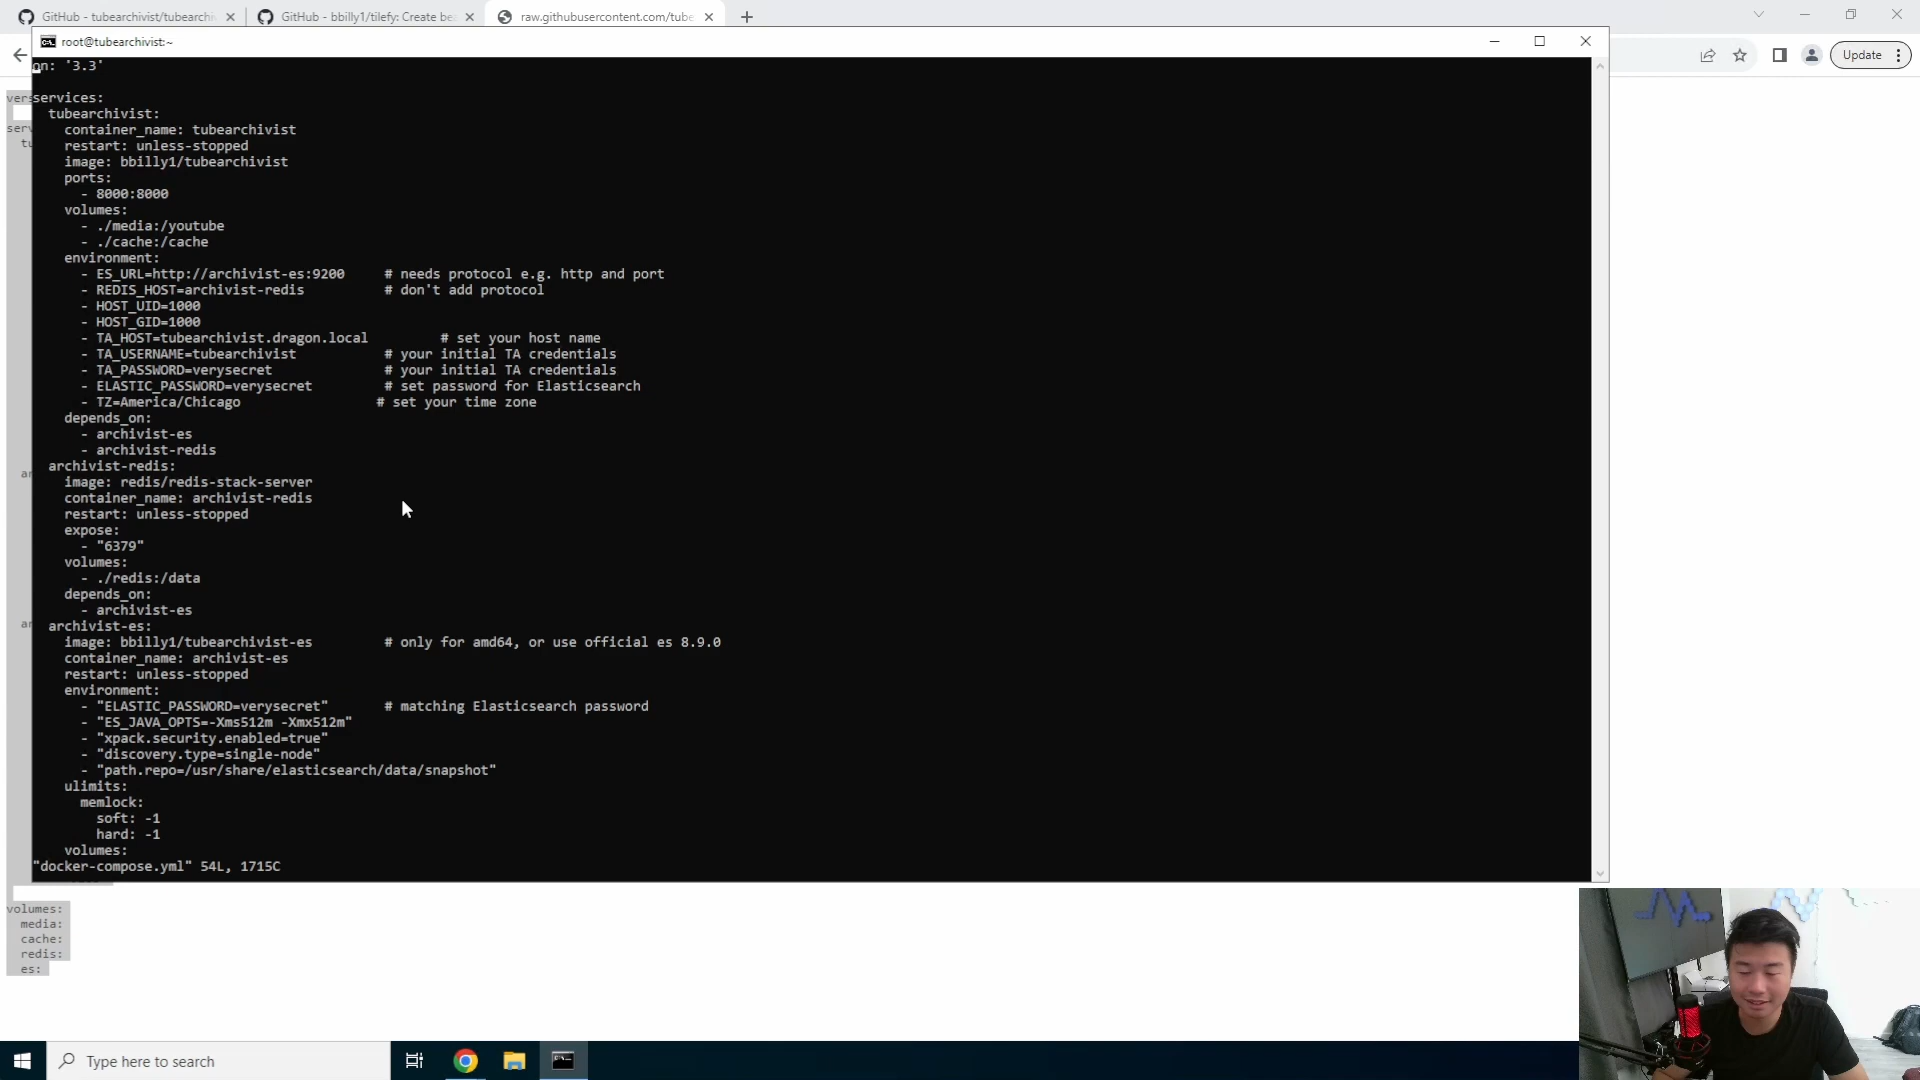 GitHub - tubearchivist/tubearchi
GitHub - bbilly1/tilefy: Create be
raw.githubusercontent.com/tube
root@tubearchivist:~
Update
on: '3.3'
vers
services:
serv
tubearchivist:
container_name: tubearchivist
tu
restart: unless-stopped
image: bbilly1/tubearchivist
ports:
- 8000:8000
volumes:
- ./media:/youtube
- ./cache:/cache
environment:
- ES_URL=http://archivist-es:9200 # needs protocol e.g. http and port
- REDIS_HOST=archivist-redis # don't add protocol
- HOST_UID=1000
- HOST_GID=1000
- TA_HOST=tubearchivist.dragon.local # set your host name
- TA_USERNAME=tubearchivist # your initial TA credentials
- TA_PASSWORD=verysecret # your initial TA credentials
- ELASTIC_PASSWORD=verysecret # set password for Elasticsearch
- TZ=America/Chicago # set your time zone
depends_on:
- archivist-es
- archivist-redis
archivist-redis:
ar
image: redis/redis-stack-server
container_name: archivist-redis
restart: unless-stopped
expose:
- "6379"
volumes:
- ./redis:/data
depends_on:
- archivist-es
archivist-es:
ar
image: bbilly1/tubearchivist-es # only for amd64, or use official es 8.9.0
container_name: archivist-es
restart: unless-stopped
environment:
- "ELASTIC_PASSWORD=verysecret" # matching Elasticsearch password
- "ES_JAVA_OPTS=-Xms512m -Xmx512m"
- "xpack.security.enabled=true"
- "discovery.type=single-node"
- "path.repo=/usr/share/elasticsearch/data/snapshot"
ulimits:
memlock:
soft: -1
hard: -1
volumes:
"docker-compose.yml" 54L, 1715C
volumes:
media:
cache:
redis:
es:
Type here to search